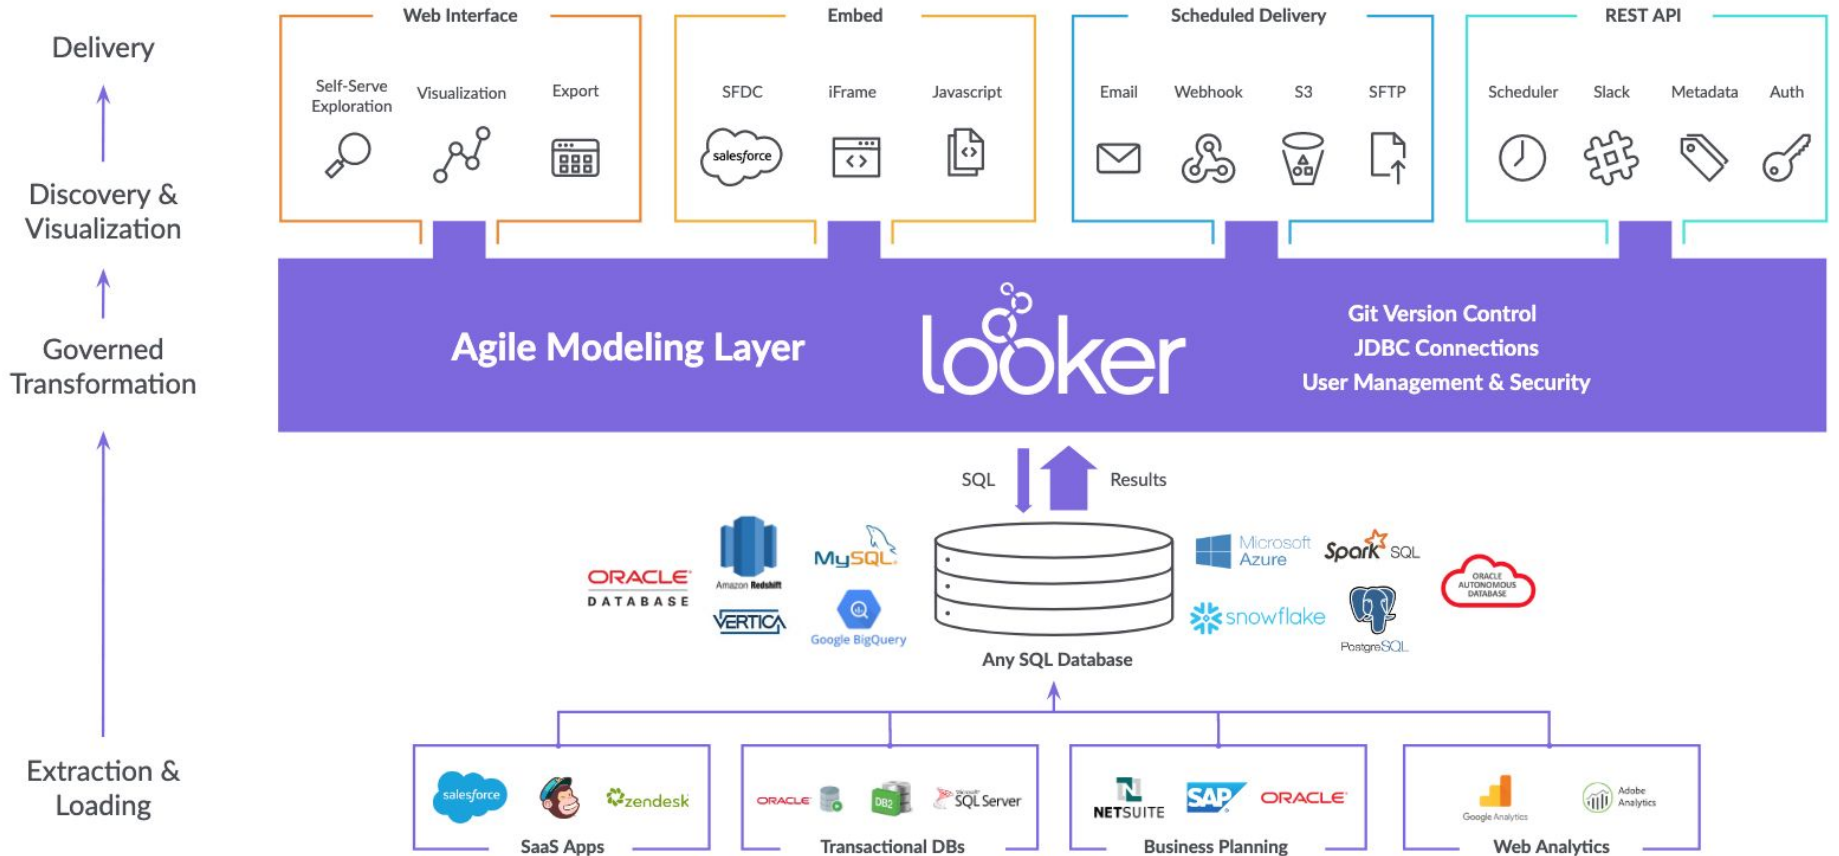 Web Interface
Embed
Scheduled Delivery
REST API
Delivery
Self-Serve
Exploration
Visualization
Export
SFDC
iFrame
Javascript
Email
Webhook
S3
SFTP
Scheduler
Slack
Metadata
Auth
salesforce
Discovery &
Visualization
Governed
Transformation
Agile Modeling Layer
looker
Git Version Control
JDBC Connections
User Management & Security
SQL
Results
ORACLE
DATABASE
Amazon Redshift
MySQL
VERTICA
Google BigQuery
Microsoft
Azure
Spark SQL
snowflake
PostgreSQL
ORACLE
AUTONOMOUS
DATABASE
Any SQL Database
Extraction &
Loading
salesforce
zendesk
SaaS Apps
ORACLE
DB2
Microsoft
SQL Server
Transactional DBs
NETSUITE
SAP
ORACLE
Business Planning
Google Analytics
Adobe
Analytics
Web Analytics